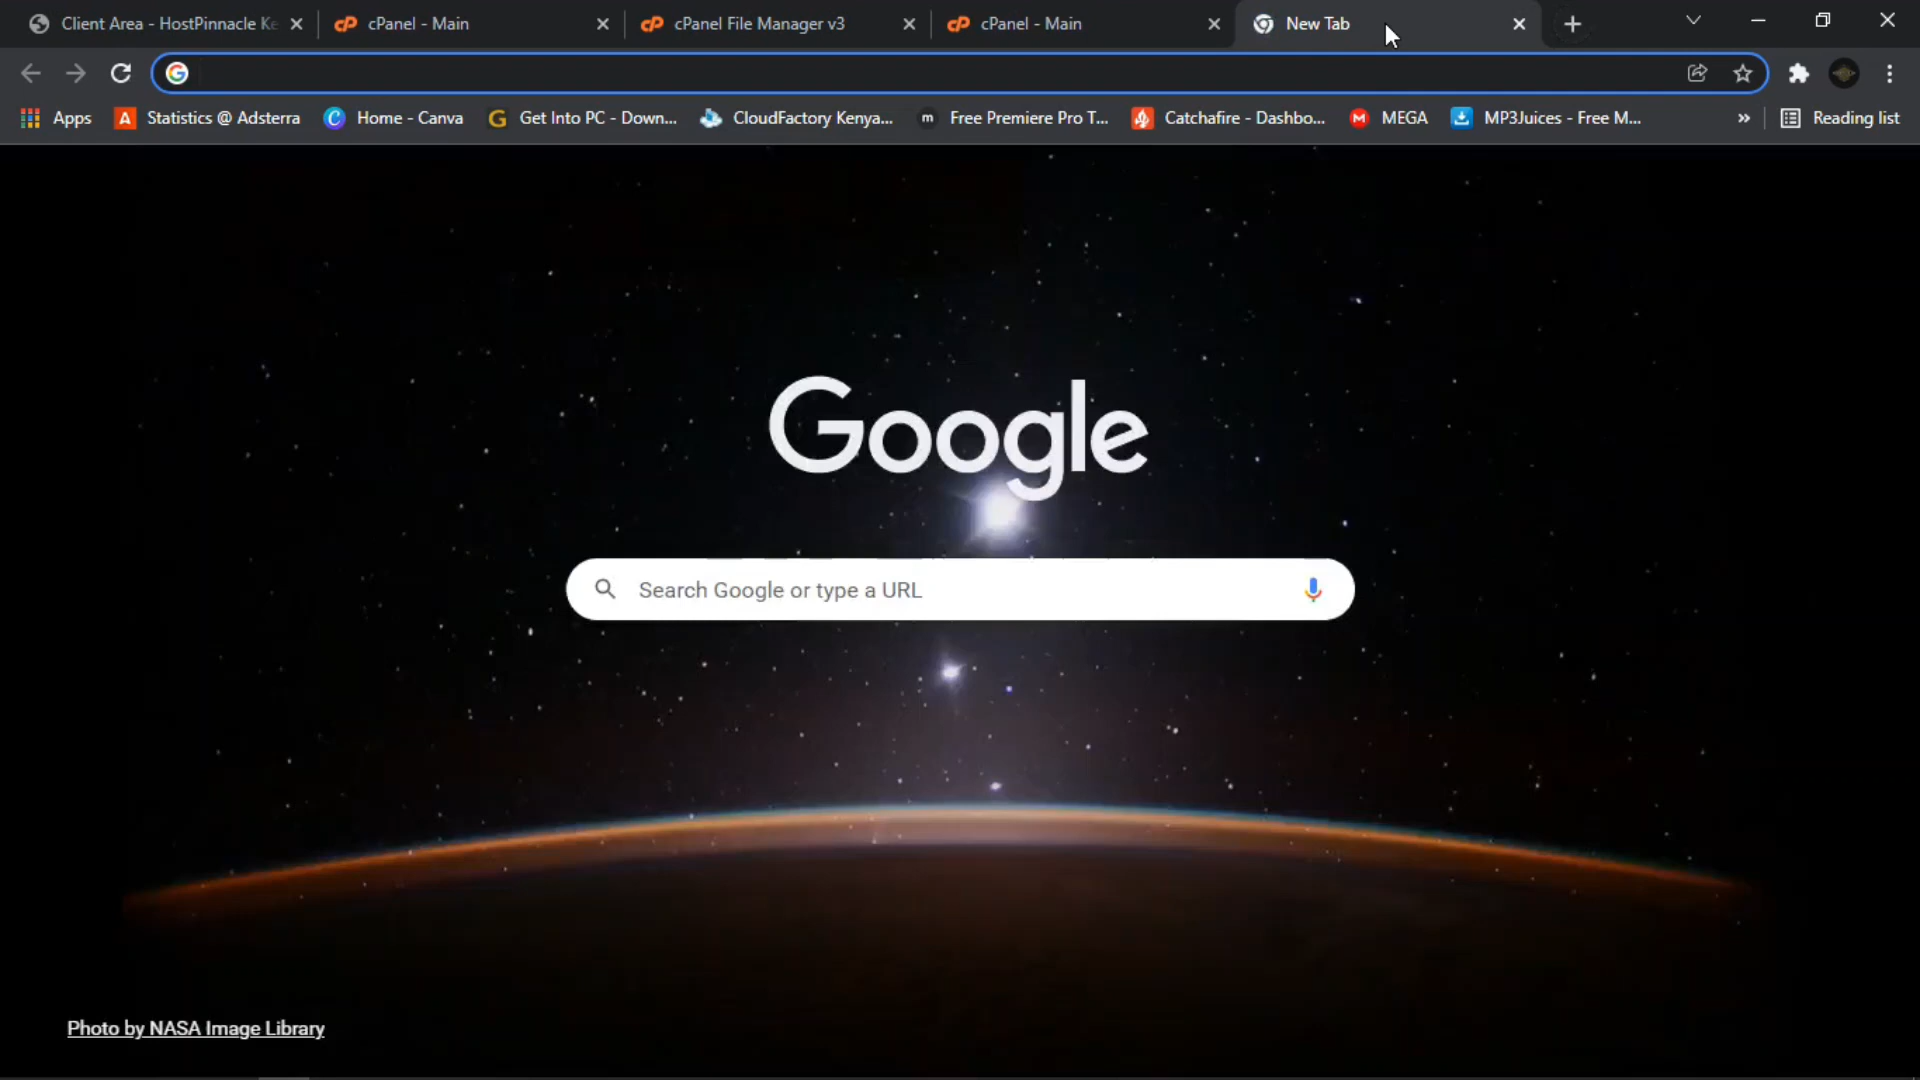 Client Area - HostPinnacle Ke
cPanel - Main
cPanel File Manager v3
cPanel - Main
New Tab
Apps
Statistics @ Adsterra
Home - Canva
Get Into PC - Down...
CloudFactory Kenya...
Free Premiere Pro T...
Catchafire - Dashbo...
MEGA
MP3Juices - Free M...
»
Reading list
Google
Search Google or type a URL
Photo by NASA Image Library